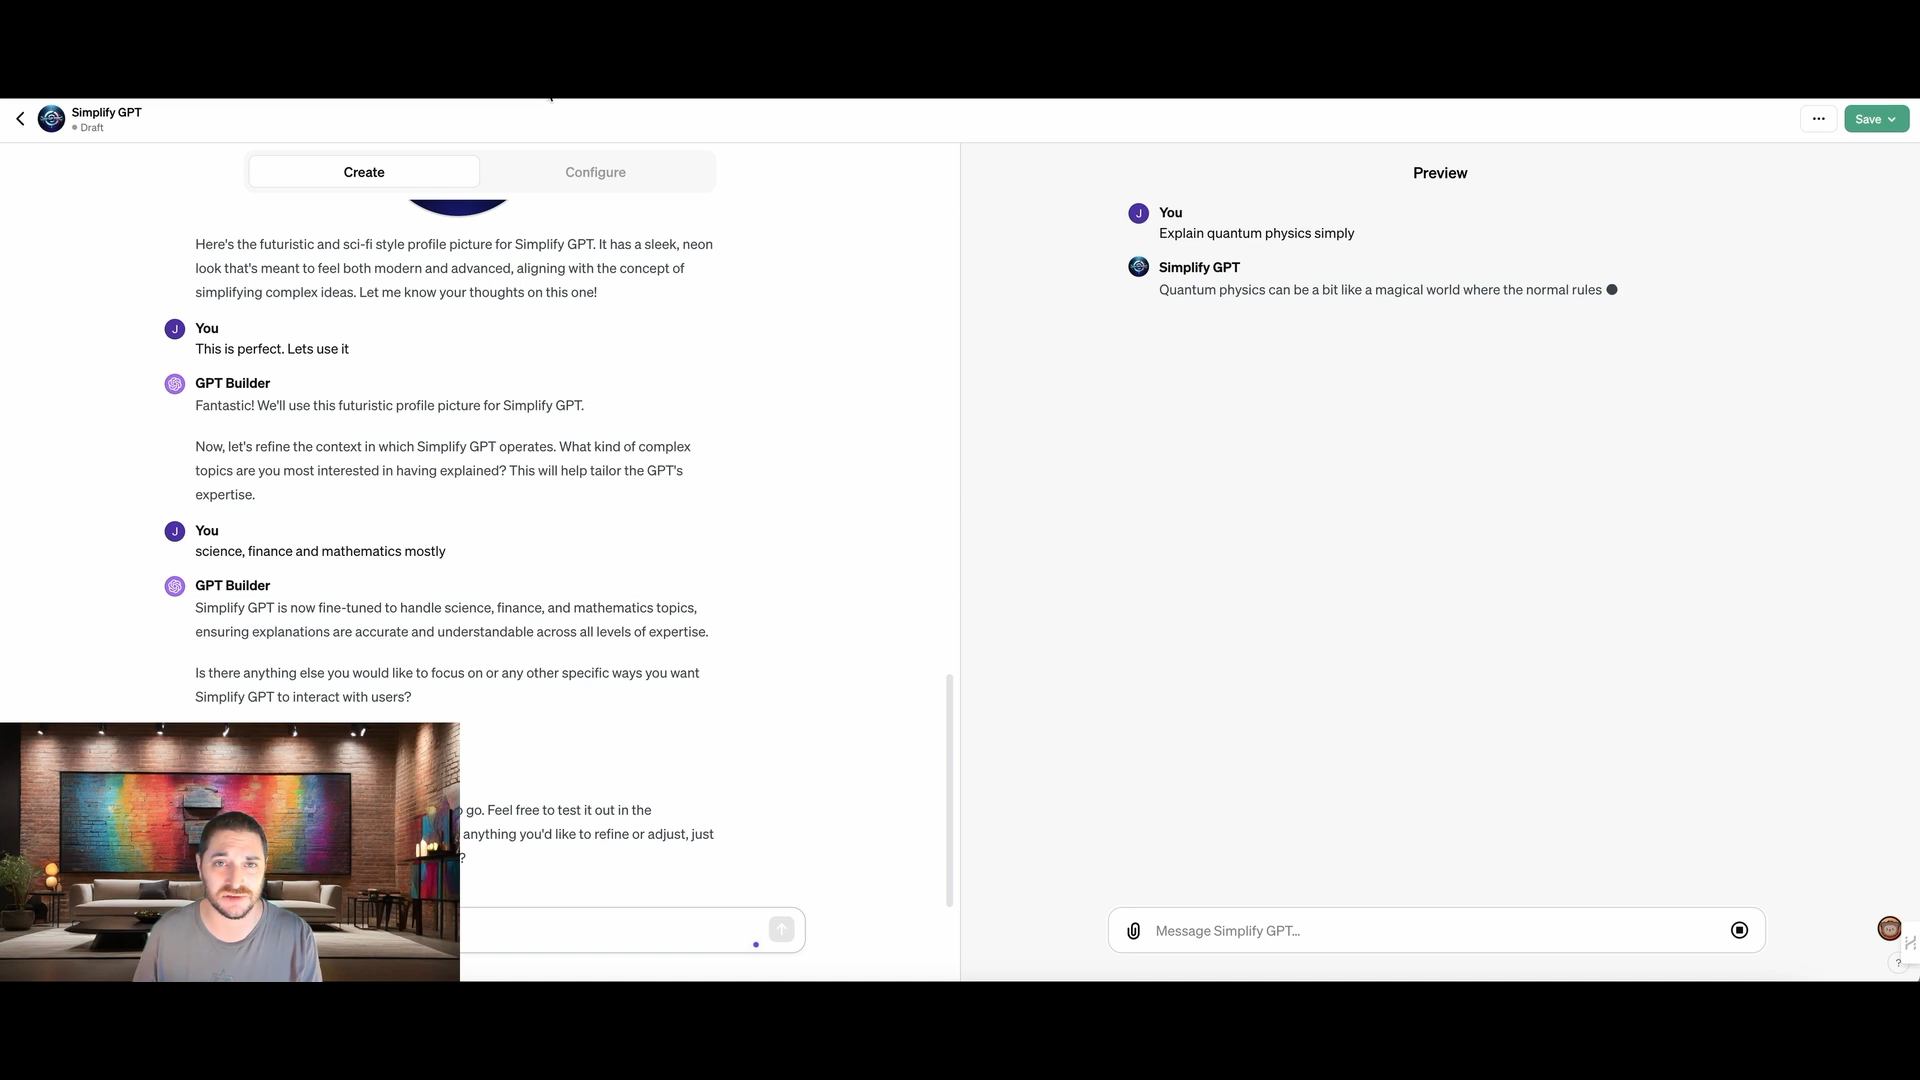 Simplify GPT
Draft
Save
Create
Configure
Here's the futuristic and sci-fi style profile picture for Simplify GPT. It has a sleek, neon
look that's meant to feel both modern and advanced, aligning with the concept of
simplifying complex ideas. Let me know your thoughts on this one!
J You
This is perfect. Lets use it
GPT Builder
Fantastic! We'll use this futuristic profile picture for Simplify GPT.
Now, let's refine the context in which Simplify GPT operates. What kind of complex
topics are you most interested in having explained? This will help tailor the GPT's
expertise.
J You
science, finance and mathematics mostly
GPT Builder
Simplify GPT is now fine-tuned to handle science, finance, and mathematics topics,
ensuring explanations are accurate and understandable across all levels of expertise.
Is there anything else you would like to focus on or any other specific ways you want
Simplify GPT to interact with users?
go. Feel free to test it out in the
anything you'd like to refine or adjust, just
?
Preview
J You
Explain quantum physics simply
Simplify GPT
Quantum physics can be a bit like a magical world where the normal rules
Message Simplify GPT...
?